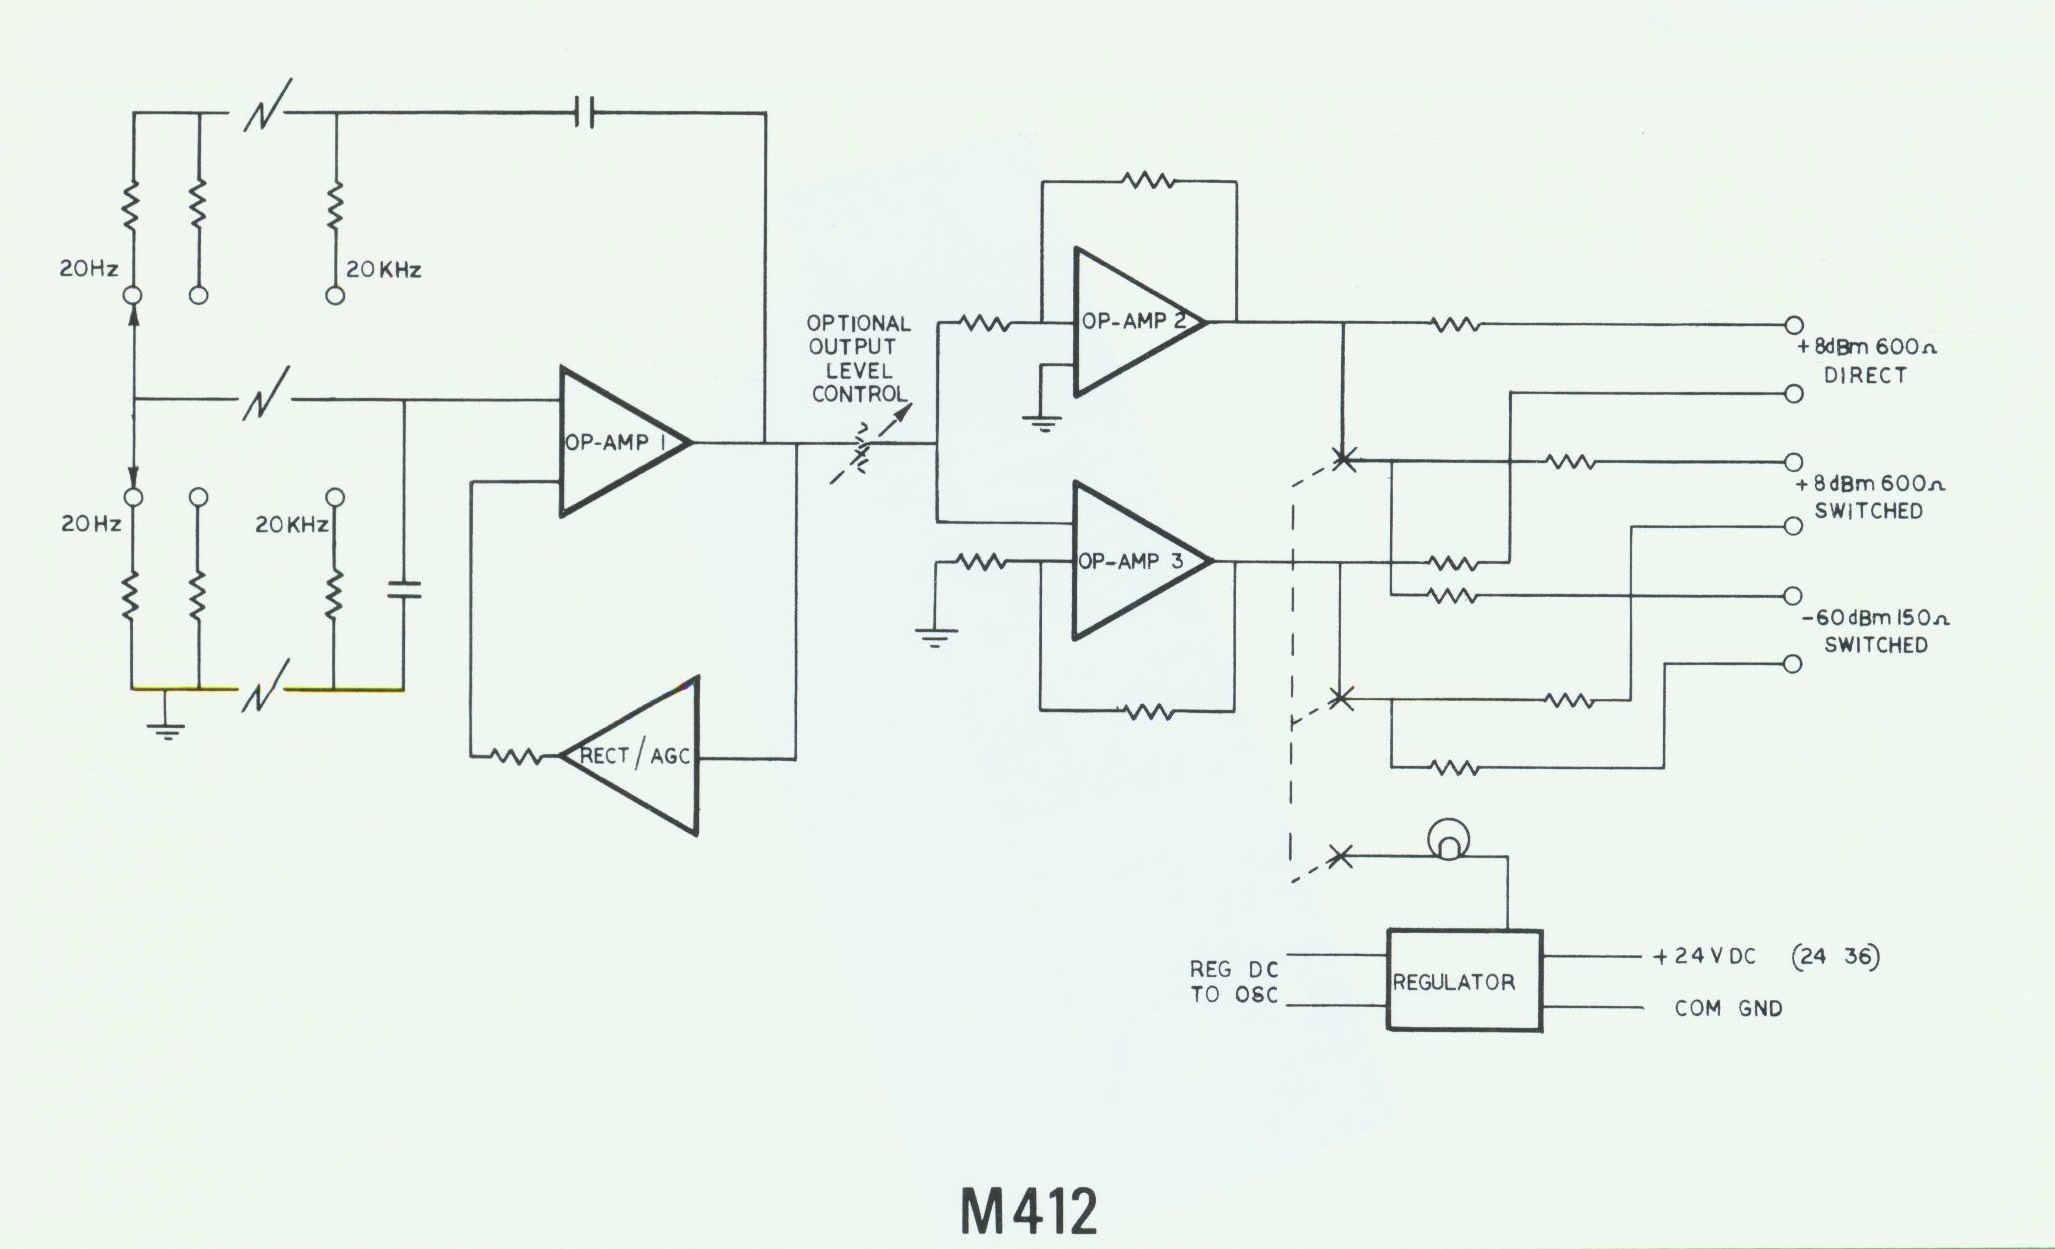 20Hz
20KHz
20Hz
20KHz
OP-AMP 1
RECT/AGC
OPTIONAL
OUTPUT
LEVEL
CONTROL
OP-AMP 2
OP-AMP 3
+8dBm 600Ω
DIRECT
+8dBm 600Ω
SWITCHED
-60dBm 150Ω
SWITCHED
REG DC
TO OSC
REGULATOR
+24VDC (24 36)
COM GND
M412